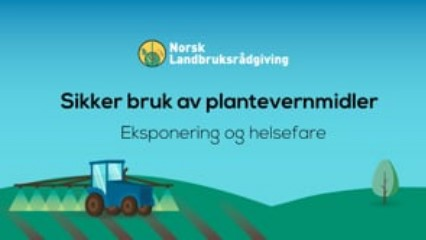 Norsk
Landbruksrådgiving
Sikker bruk av plantevernmidler
Eksponering og helsefare